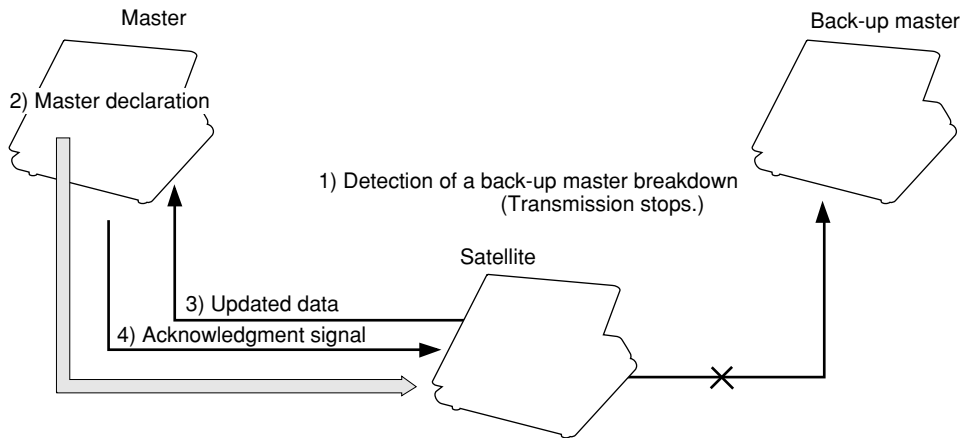 Master
Back-up master
2) Master declaration
1) Detection of a back-up master breakdown
(Transmission stops.)
Satellite
3) Updated data
4) Acknowledgment signal